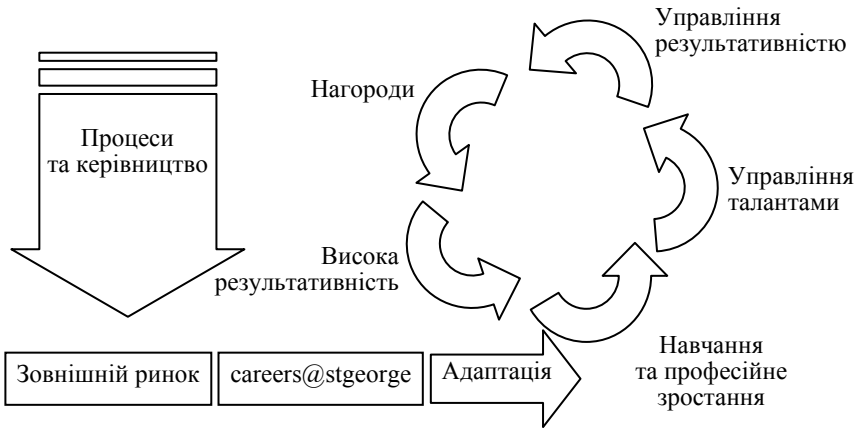 Управління
результативністю
Нагороди
Процеси
та керівництво
Управління
талантами
Висока
результативність
Зовнішній ринок
careers@stgeorge
Адаптація
Навчання
та професійне
зростання